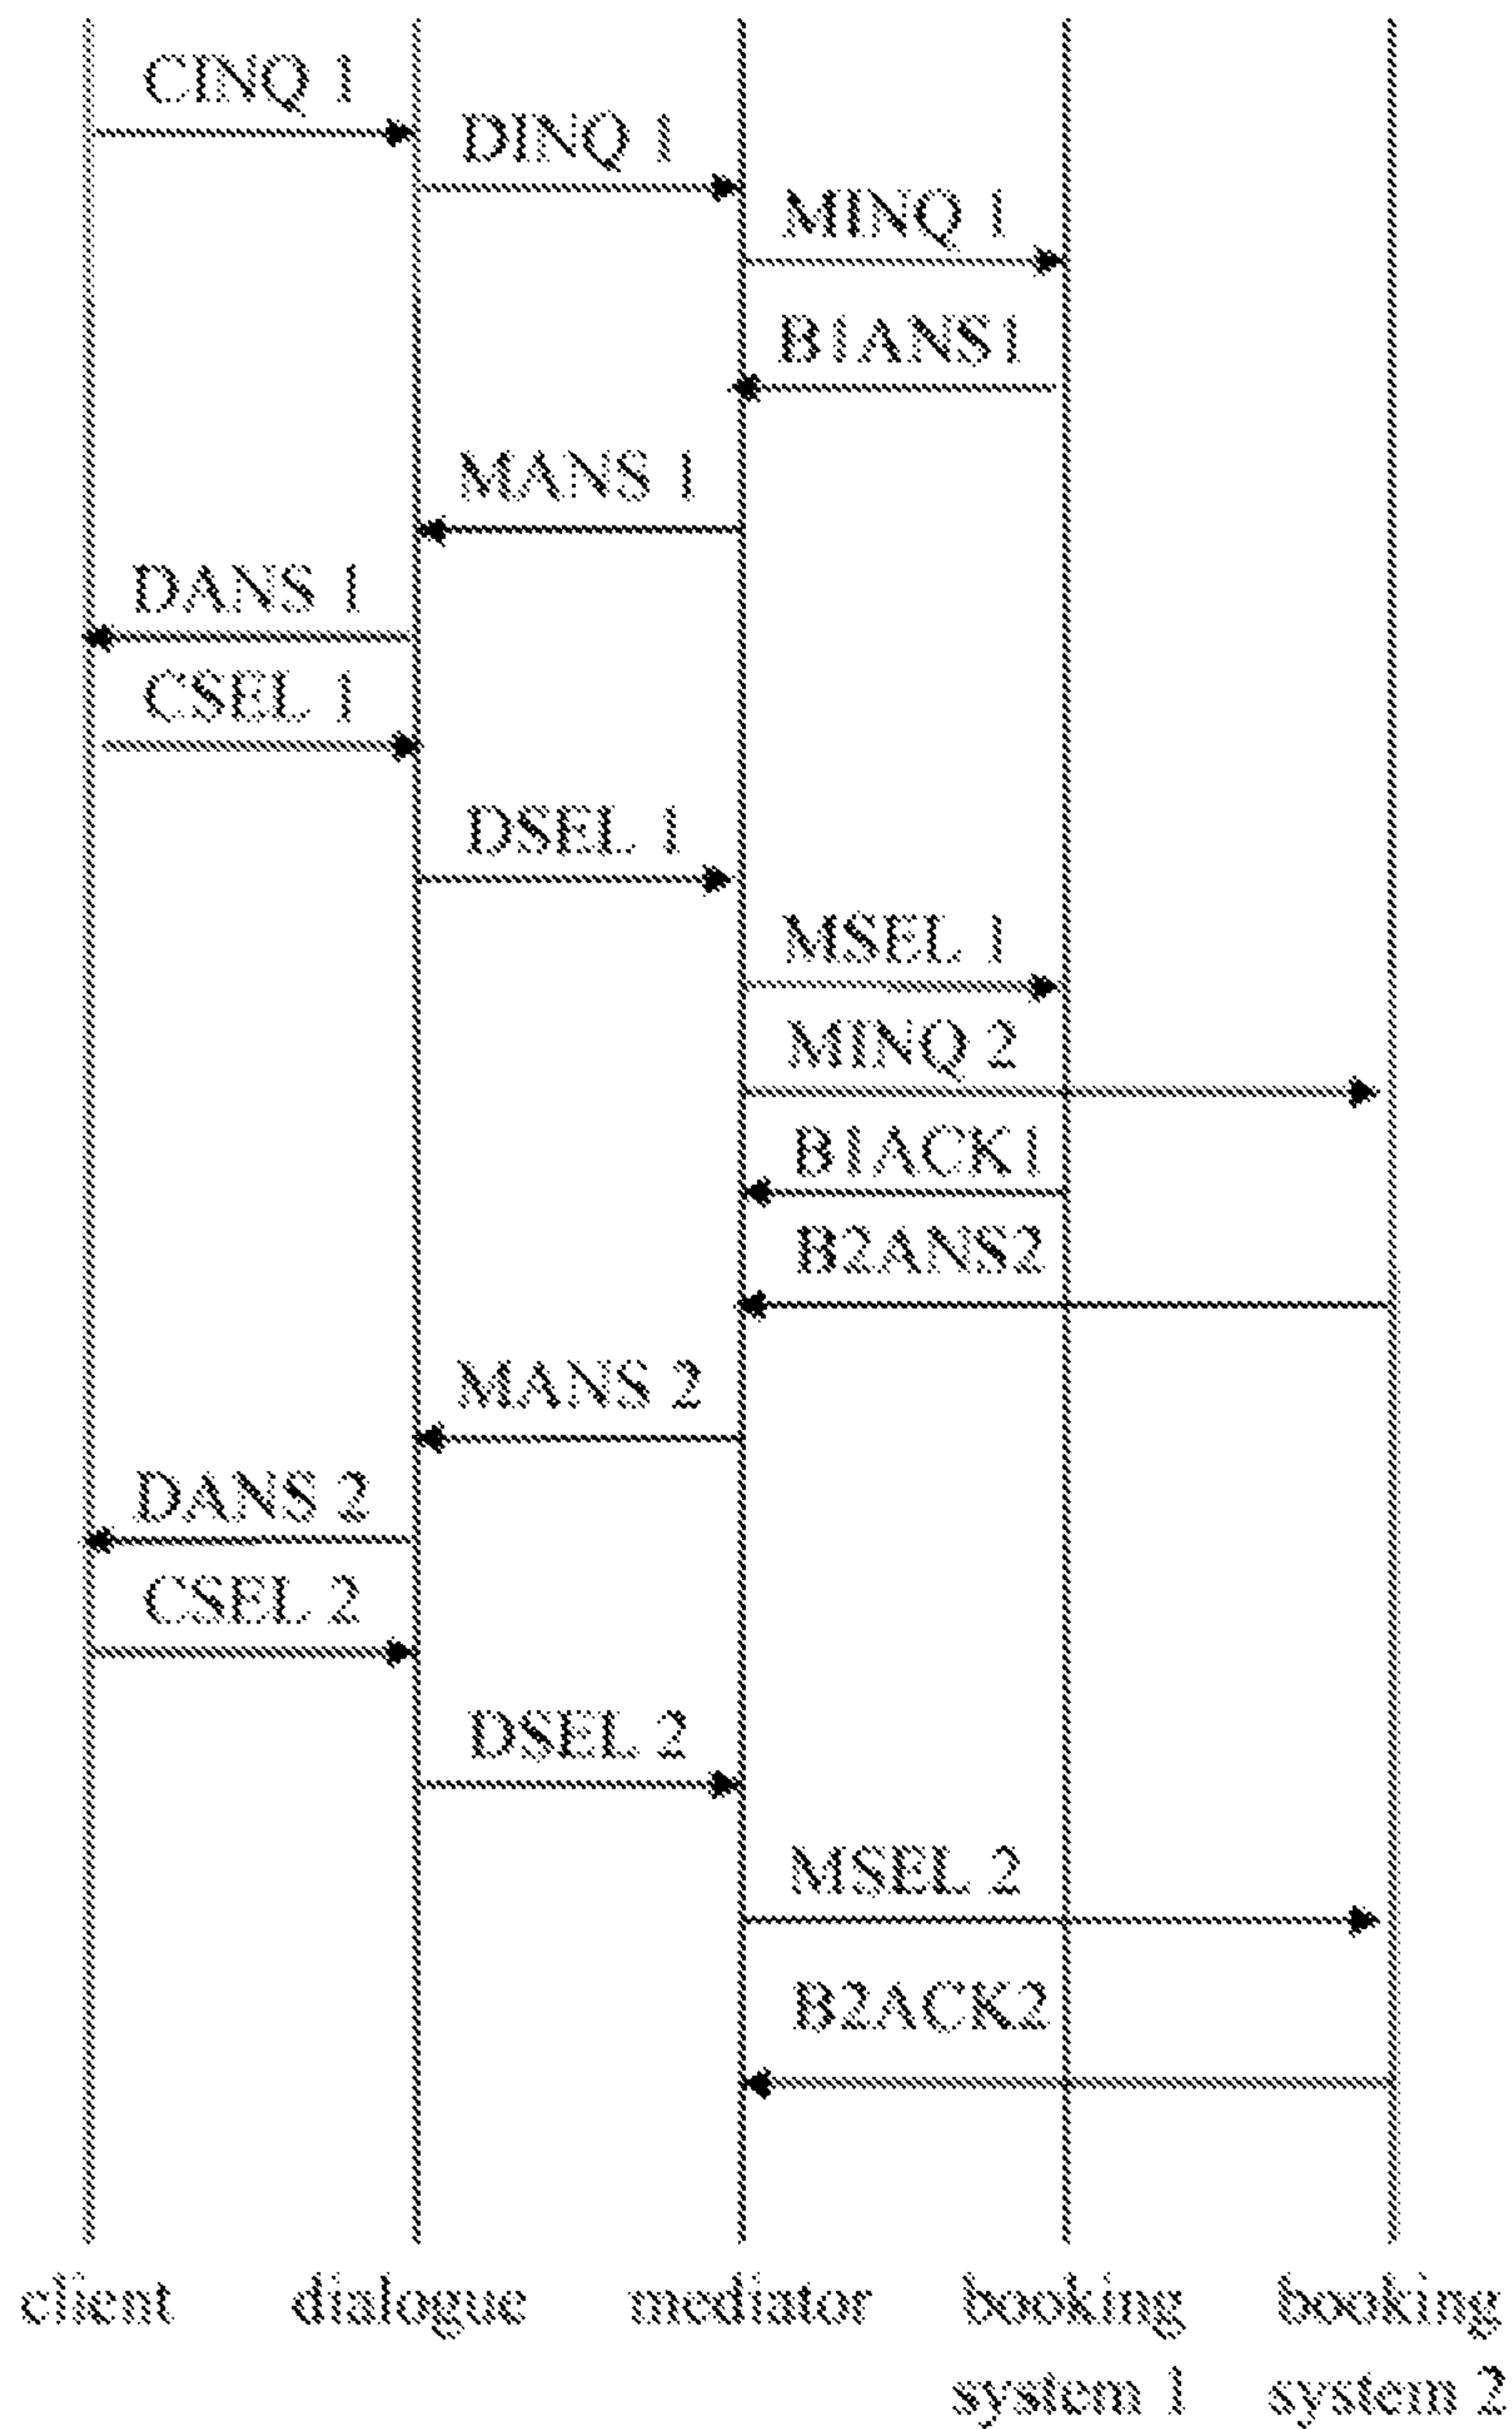 CINQ 1
DINQ 1
MINQ 1
B1ANS1
MANS 1
DANS 1
CSEL 1
DSEL 1
MSEL 1
MINQ 2
B1ACK1
B2ANS2
MANS 2
DANS 2
CSEL 2
DSEL 2
MSEL 2
B2ACK2
client dialogue mediator booking booking
system 1 system 2